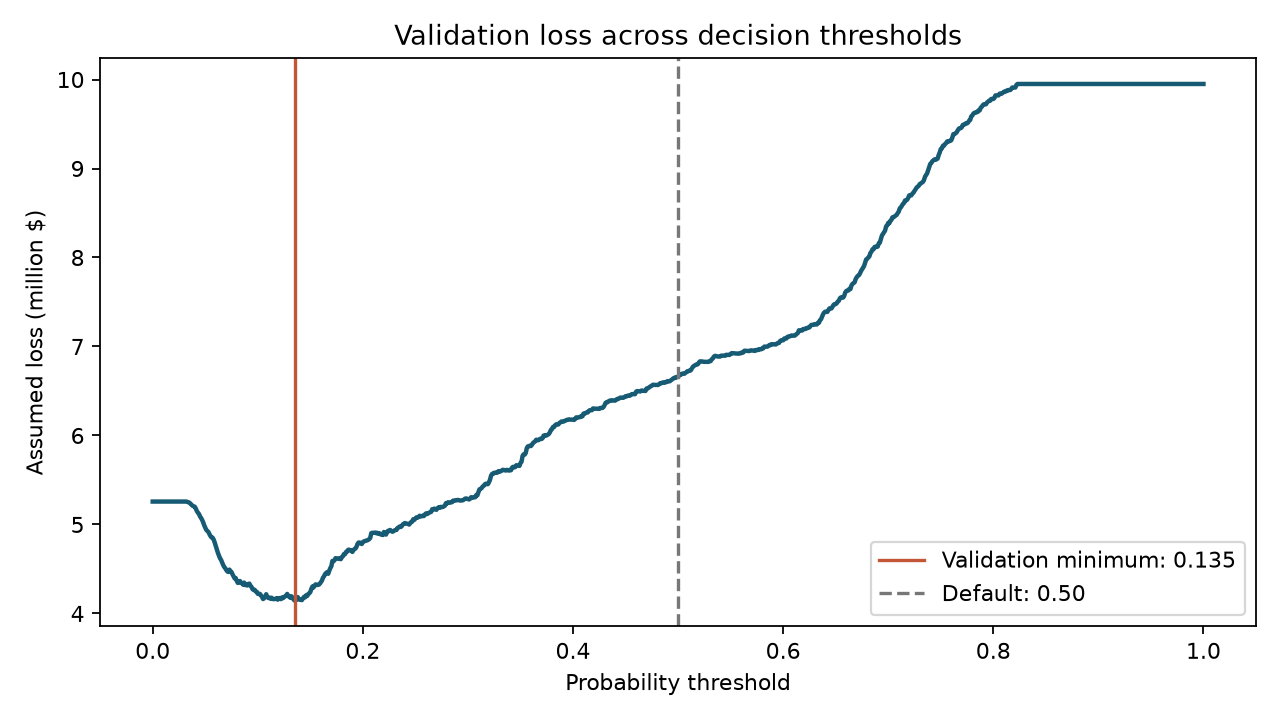 Validation loss across decision thresholds
Assumed loss (million $)
10
9
8
7
6
5
4
0.0 0.2 0.4 0.6 0.8 1.0
Probability threshold
Validation minimum: 0.135
Default: 0.50